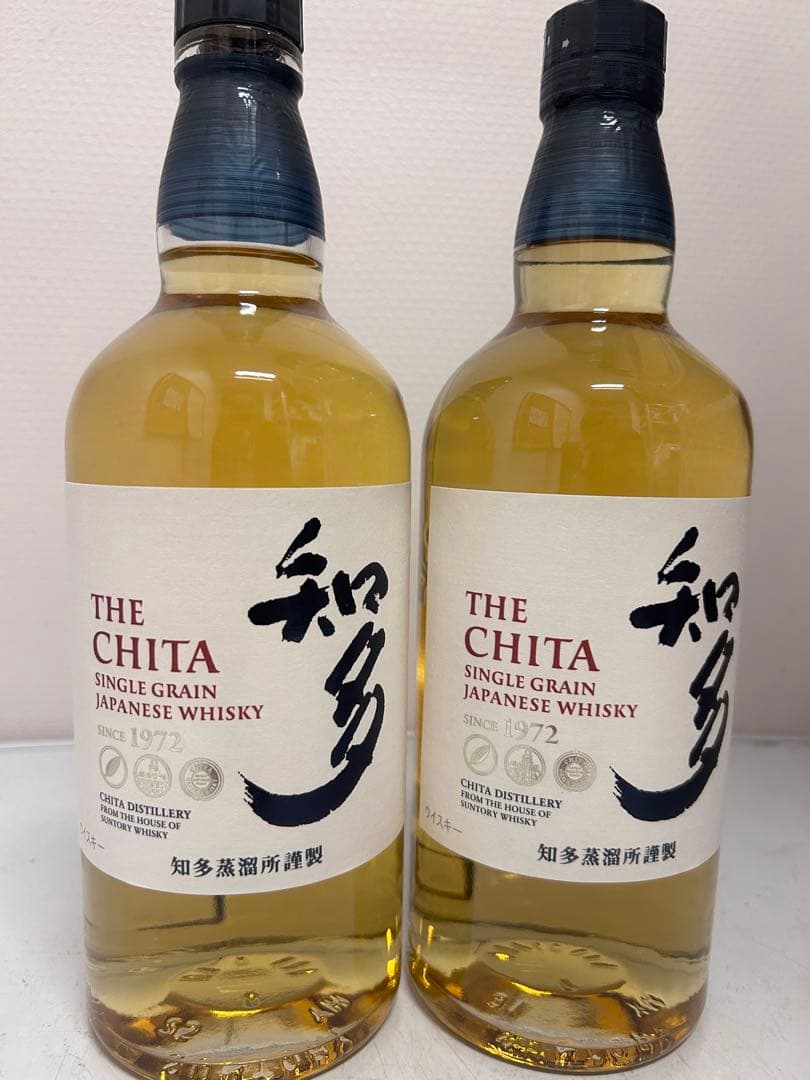 THE
CHITA
SINGLE GRAIN
JAPANESE WHISKY
SINCE 1972
CHITA DISTILLERY
FROM THE HOUSE OF
SUNTORY WHISKY
知多
ウイスキー
知多蒸溜所謹製
THE
CHITA
SINGLE GRAIN
JAPANESE WHISKY
SINCE 1972
CHITA DISTILLERY
FROM THE HOUSE OF
SUNTORY WHISKY
知多
ウイスキー
知多蒸溜所謹製